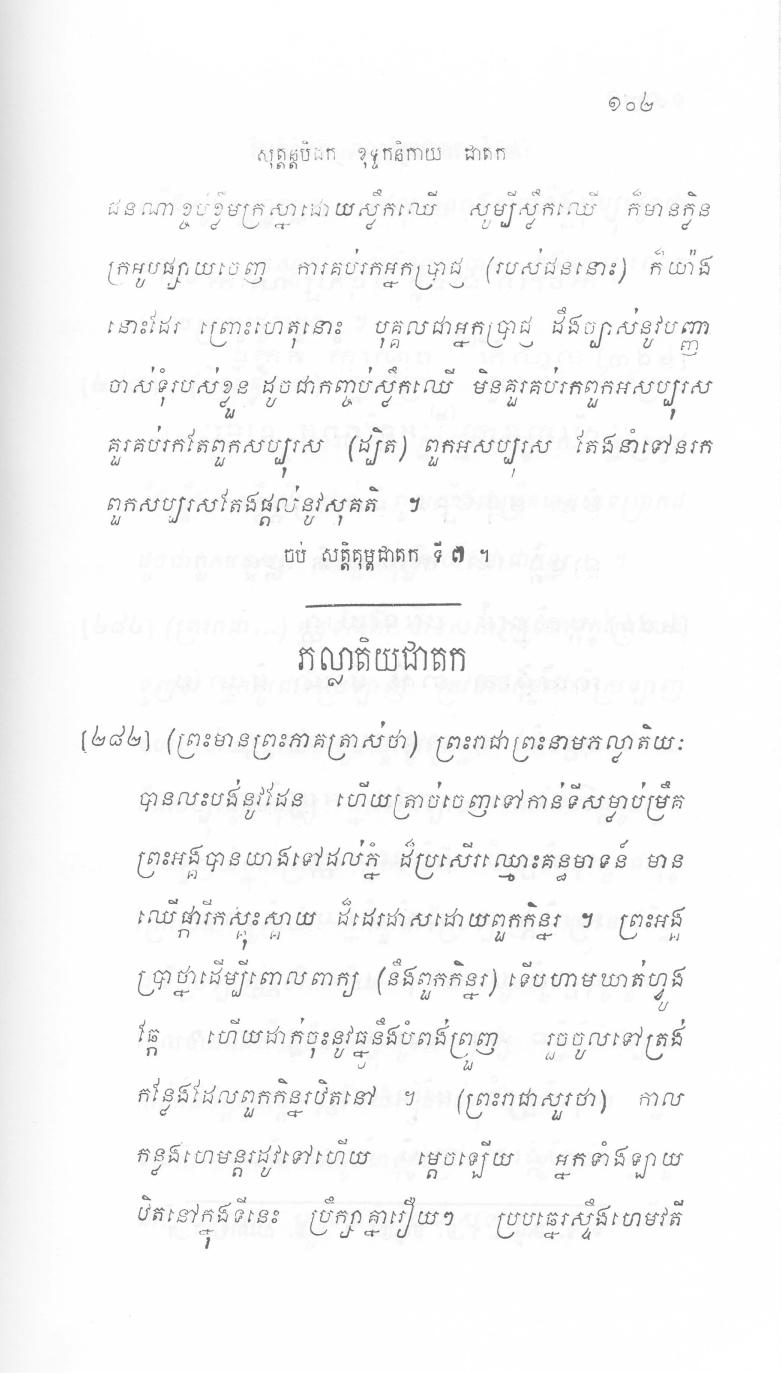 ១០៤
សុត្តន្តបិដក ខុទ្ទកនិកាយ ជាតក
ជនណាខ្ចប់ខ្លឹមក្រស្នាដោយស្លឹកឈើ សូម្បីស្លឹកឈើ ក៏មានក្លិន
ក្រអូបផ្សាយចេញ ការគប់រកអ្នកប្រាជ្ញ (របស់ជននោះ) ក៏យ៉ាង
នោះដែរ ព្រោះហេតុនោះ បុគ្គលជាអ្នកប្រាជ្ញ ដឹងច្បាស់នូវបញ្ញា
ចាស់ទុំរបស់ខ្លួន ដូចជាកញ្ចប់ស្លឹកឈើ មិនគួរគប់រកពួកអសប្បុរស
គួរគប់រកតែពួកសប្បុរស (ដ្បិត) ពួកអសប្បុរស តែងនាំទៅនរក
ពួកសប្បុរសតែងផ្តល់នូវសុគតិ ។
ចប់ សត្តិគុម្ពជាតក ទី៧ ។
ភល្លាតិយជាតក
[២៨២] (ព្រះមានព្រះភាគត្រាស់ថា) ព្រះរាជាព្រះនាមភល្លាតិយៈ
បានលះបង់នូវដែន ហើយត្រាច់ចេញទៅកាន់ទីសម្លាប់ម្រឹគ
ព្រះអង្គបានយាងទៅដល់ភ្នំ ដ៏ប្រសើរឈ្មោះគន្ធមាទន៍ មាន
ឈើផ្ការីកស្គុះស្គាយ ដ៏ដេរដាសដោយពួកកិន្នរ ។ ព្រះអង្គ
ប្រាថ្នាដើម្បីពោលពាក្យ (នឹងពួកកិន្នរ) ទើបហាមឃាត់ហ្វូង
ឆ្កែ ហើយដាក់ចុះនូវធ្នូនឹងបំពង់ព្រួញ រួចចូលទៅត្រង់
កន្លែងដែលពួកកិន្នរឋិតនៅ ។ (ព្រះរាជាសួរថា) កាល
កន្លងហេមន្តរដូវទៅហើយ ម្តេចឡើយ អ្នកទាំងឡាយ
ឋិតនៅក្នុងទីនេះ ប្រឹក្សាគ្នារឿយៗ ប្របធ្នេរស្ទឹងហេមវតី